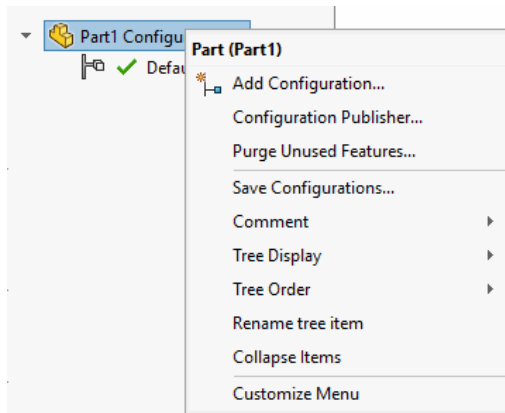 Part1 Configu
Defau
Part (Part1)
Add Configuration...
Configuration Publisher...
Purge Unused Features...
Save Configurations...
Comment
Tree Display
Tree Order
Rename tree item
Collapse Items
Customize Menu